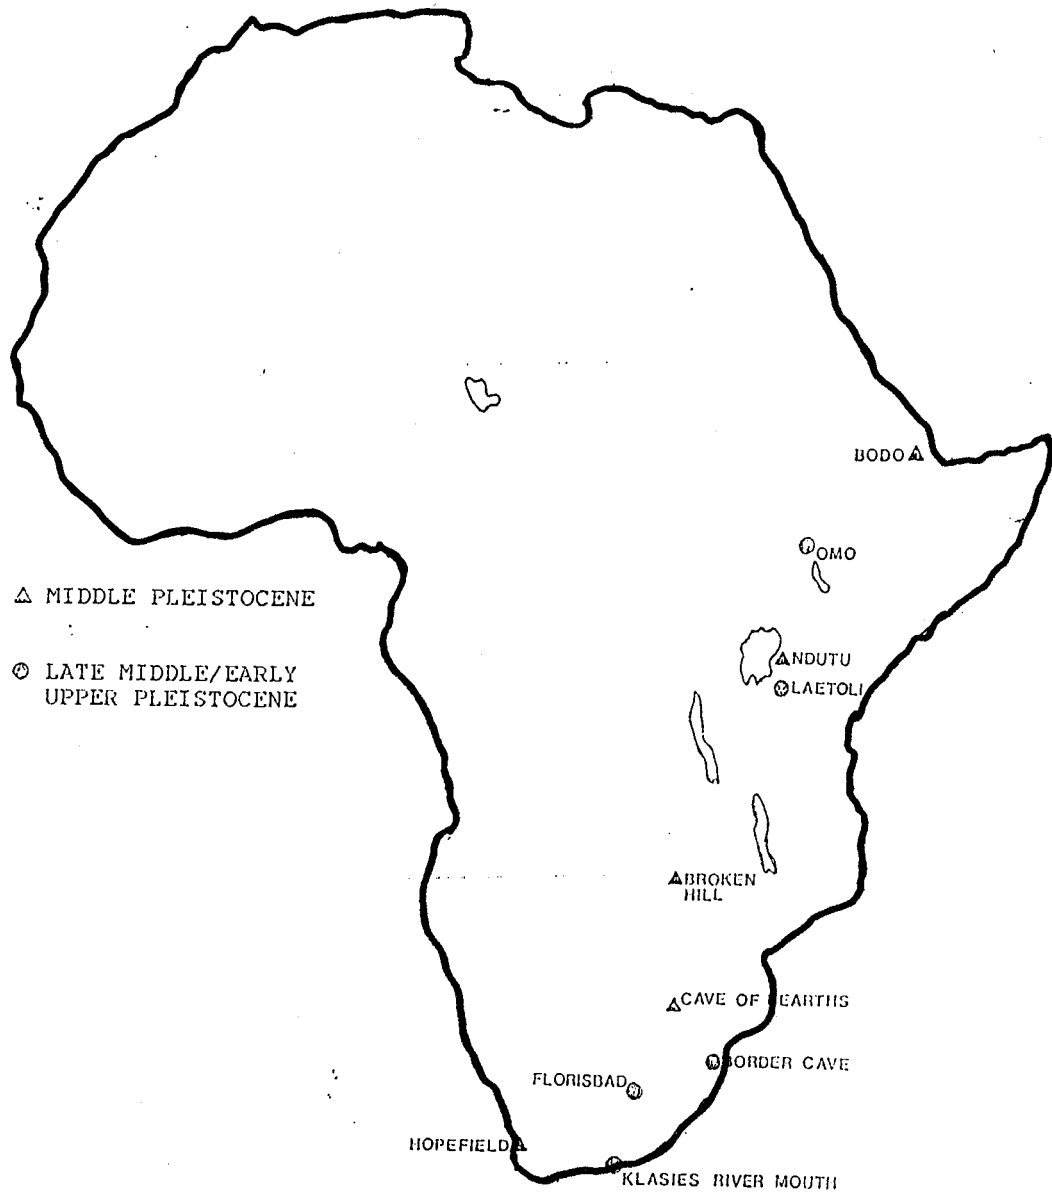 BODO
OMO
△ MIDDLE PLEISTOCENE
NDUTU
LATE MIDDLE/EARLY
UPPER PLEISTOCENE
LAETOLI
BROKEN
HILL
CAVE OF HEARTHS
BORDER CAVE
FLORISBAD
HOPEFIELD
KLASIES RIVER MOUTH